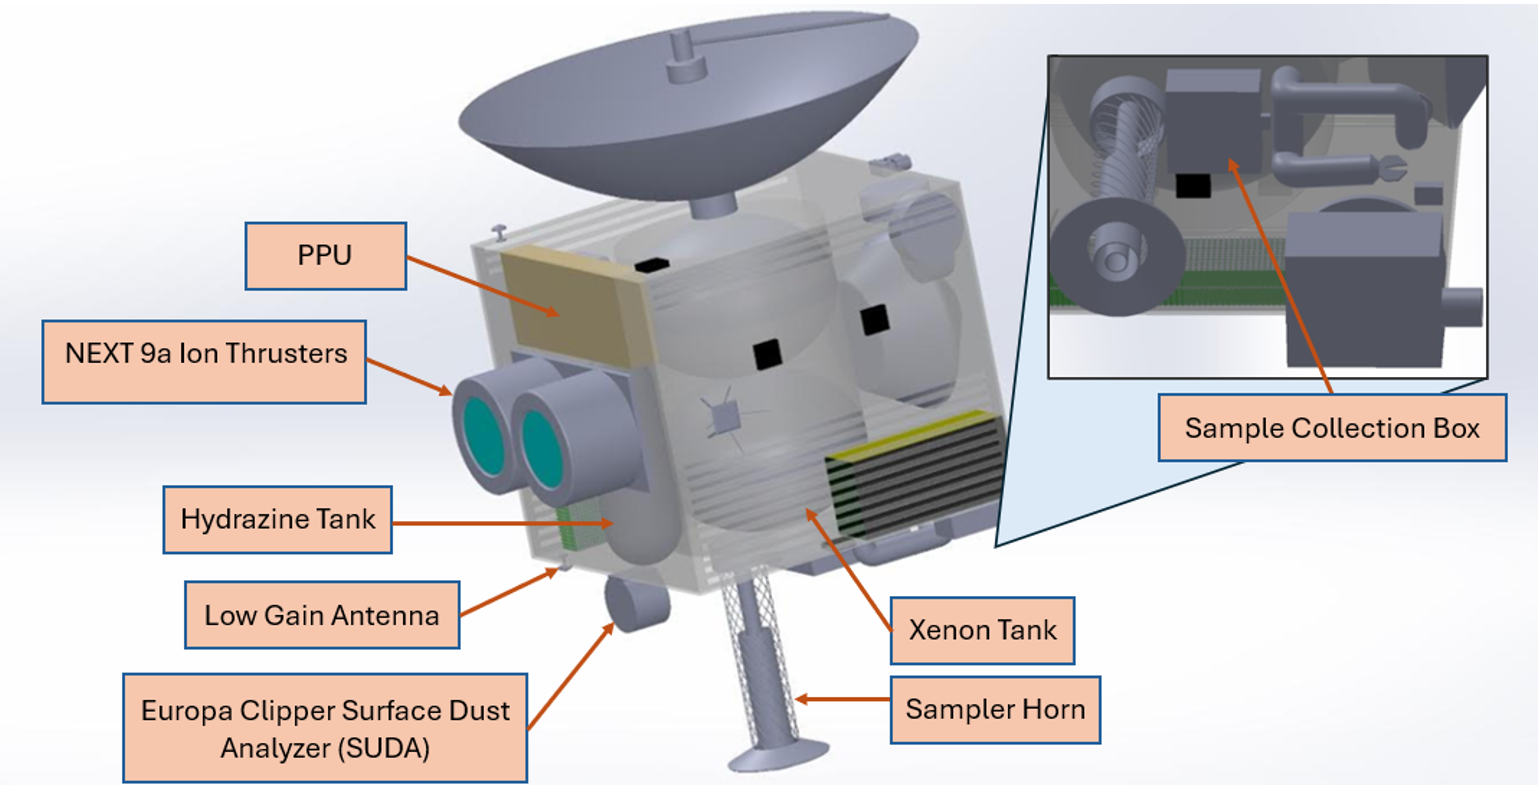 PPU
NEXT 9a Ion Thrusters
Hydrazine Tank
Low Gain Antenna
Europa Clipper Surface Dust
Analyzer (SUDA)
Sample Collection Box
Xenon Tank
Sampler Horn